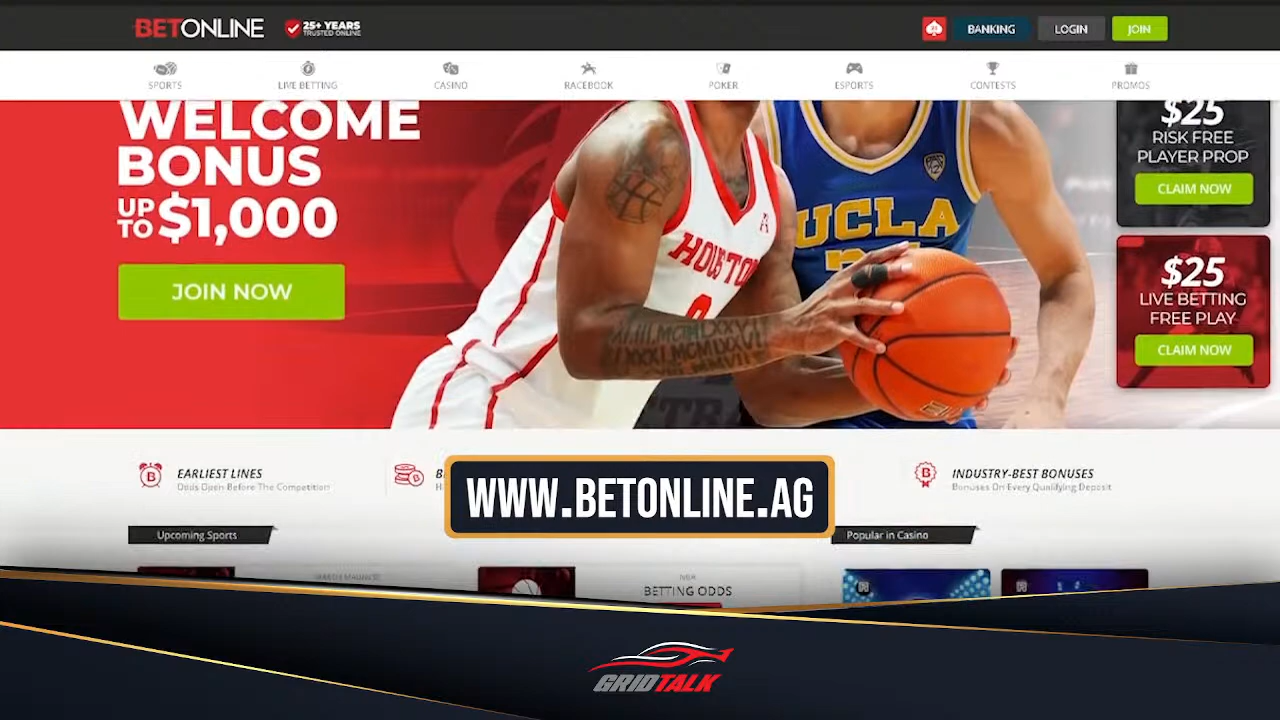 BETONLINE
25+ YEARS
TRUSTED ONLINE
BANKING
LOGIN
JOIN
SPORTS
LIVE BETTING
CASINO
RACEBOOK
POKER
ESPORTS
CONTESTS
PROMOS
WELCOME
BONUS
UP
TO
$1,000
JOIN NOW
HOUSTON
UCLA
$25
RISK FREE
PLAYER PROP
CLAIM NOW
$25
LIVE BETTING
FREE PLAY
CLAIM NOW
EARLIEST LINES
Odds Open Before The Competition
INDUSTRY-BEST BONUSES
Bonuses On Every Qualifying Deposit
WWW.BETONLINE.AG
Upcoming Sports
Popular in Casino
NBA
BETTING ODDS
GRIDTALK